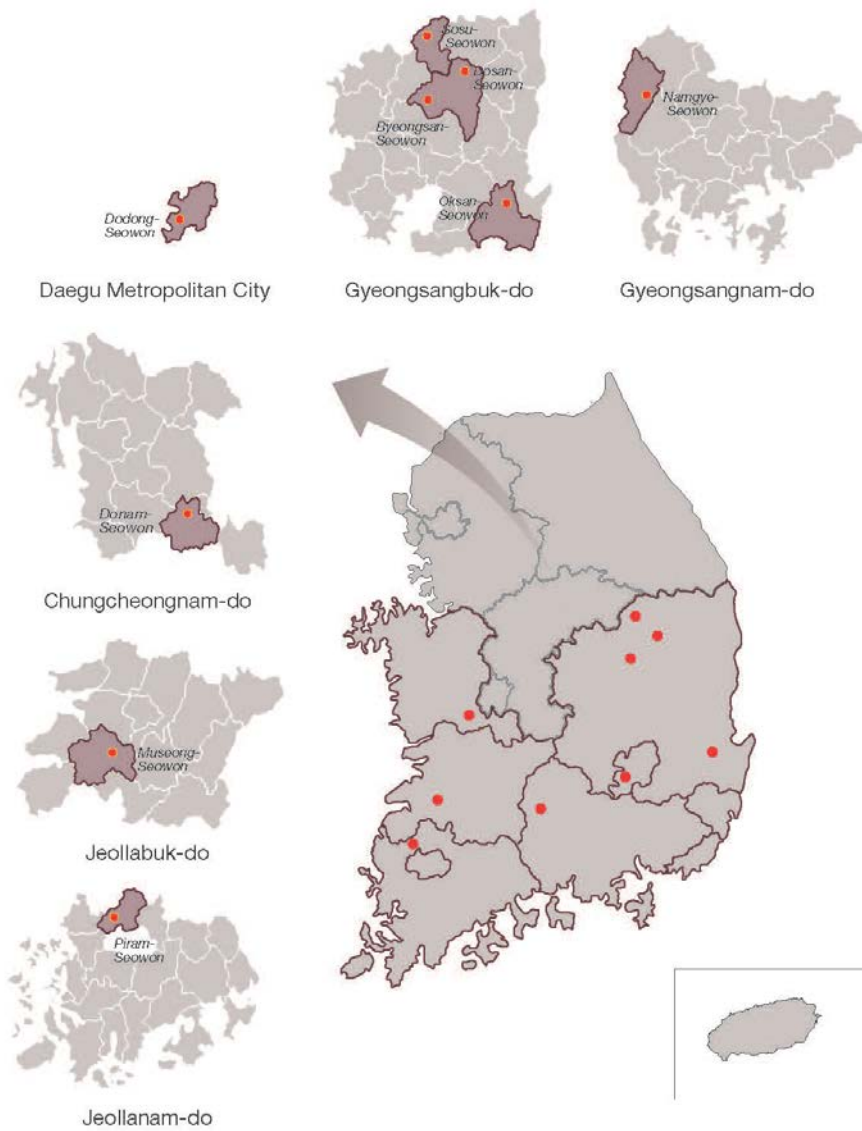 Sosu-
Seowon
Dosan-
Seowon
Byeongsan-
Seowon
Oksan-
Seowon
Namgye-
Seowon
Dodong-
Seowon
Daegu Metropolitan City
Gyeongsangbuk-do
Gyeongsangnam-do
Donam-
Seowon
Chungcheongnam-do
Museong-
Seowon
Jeollabuk-do
Piram-
Seowon
Jeollanam-do